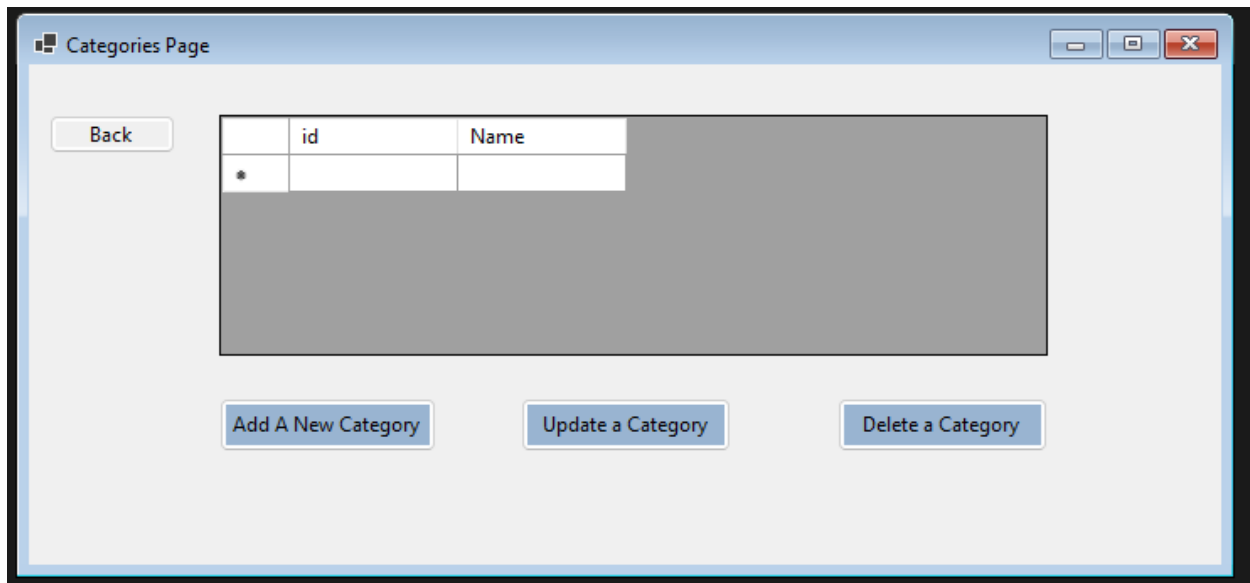 Categories Page
Back
id Name
*
Add A New Category Update a Category Delete a Category